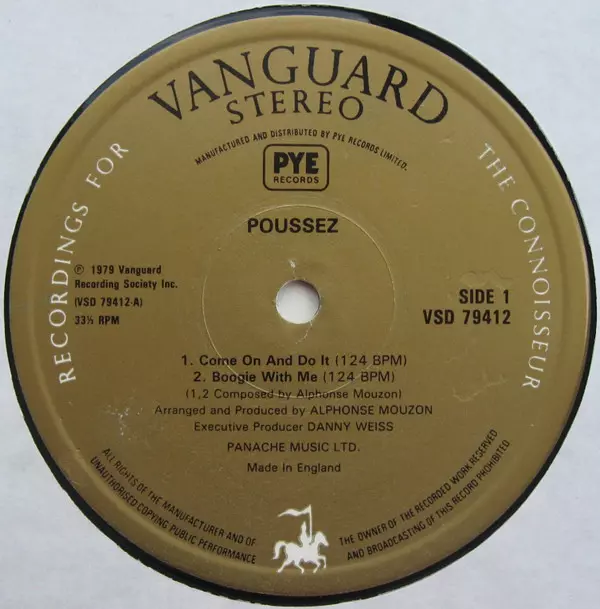 VANGUARD
STEREO
RECORDINGS FOR
THE CONNOISSEUR
MANUFACTURED AND DISTRIBUTED BY PYE RECORDS LIMITED.
PYE
RECORDS
POUSSEZ
℗ 1979 Vanguard
Recording Society Inc.
(VSD 79412-A)
33⅓ RPM
SIDE 1
VSD 79412
1. Come On And Do It (124 BPM)
2. Boogie With Me (124 BPM)
(1,2 Composed by Alphonse Mouzon)
Arranged and Produced by ALPHONSE MOUZON
Executive Producer DANNY WEISS
PANACHE MUSIC LTD.
Made in England
ALL RIGHTS OF THE MANUFACTURER AND OF
THE OWNER OF THE RECORDED WORK RESERVED
UNAUTHORISED COPYING PUBLIC PERFORMANCE
AND BROADCASTING OF THIS RECORD PROHIBITED